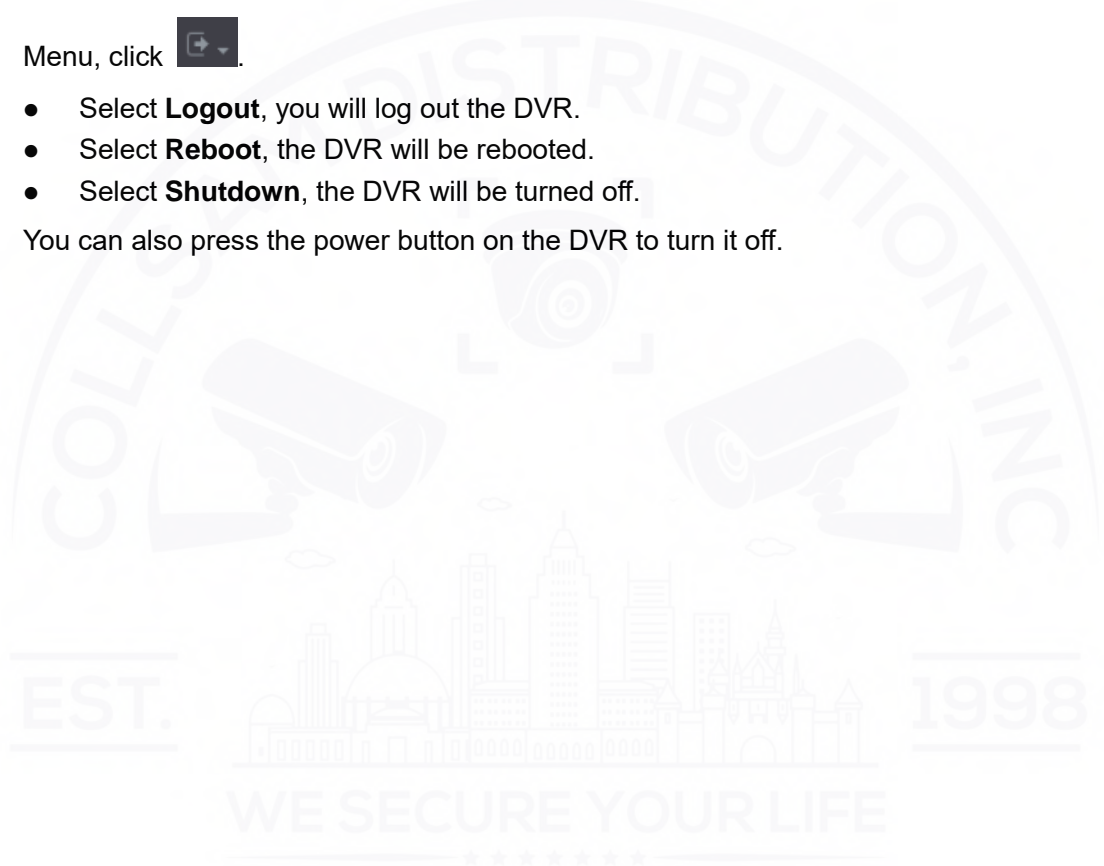 Menu, click .
● Select Logout, you will log out the DVR.
● Select Reboot, the DVR will be rebooted.
● Select Shutdown, the DVR will be turned off.
You can also press the power button on the DVR to turn it off.
COLLSAM DISTRIBUTION, INC
EST. 1998
WE SECURE YOUR LIFE